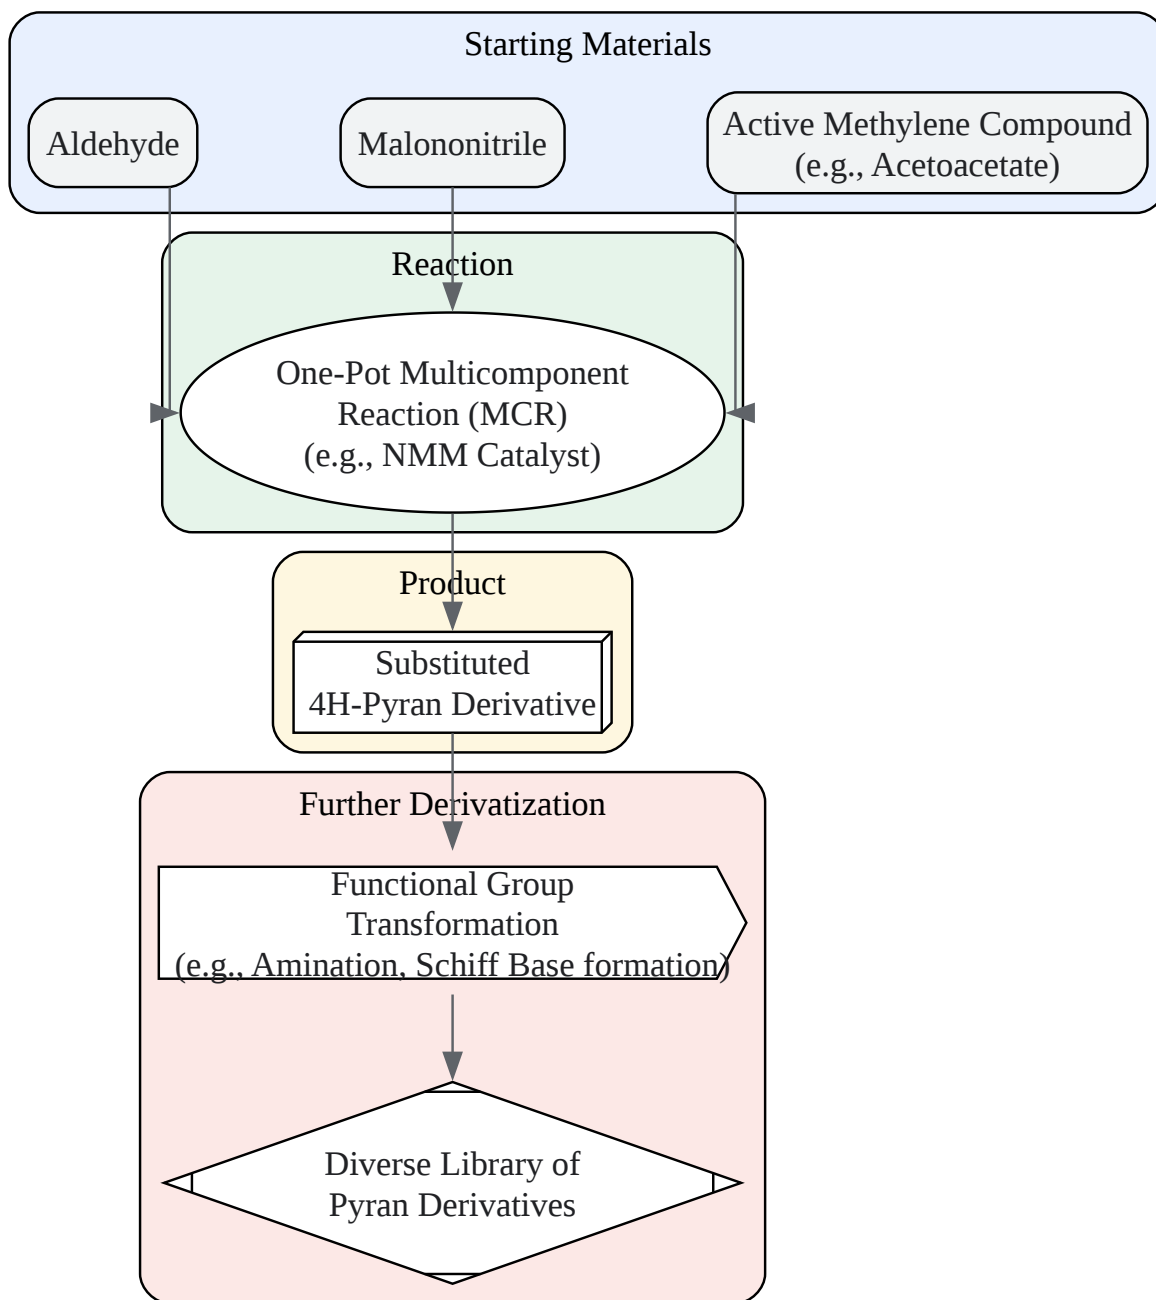 Starting Materials
Aldehyde
Malononitrile
Active Methylene Compound
(e.g., Acetoacetate)
Reaction
One-Pot Multicomponent
Reaction (MCR)
(e.g., NMM Catalyst)
Product
Substituted
4H-Pyran Derivative
Further Derivatization
Functional Group
Transformation
(e.g., Amination, Schiff Base formation)
Diverse Library of
Pyran Derivatives